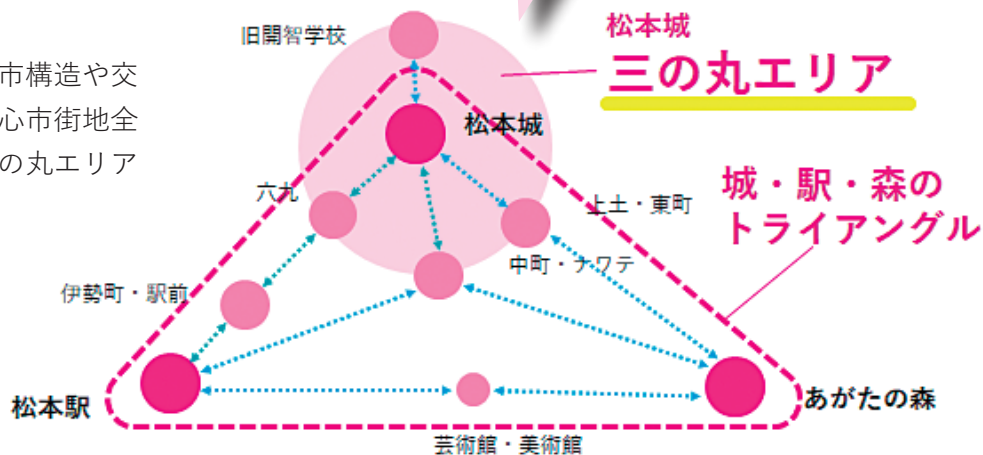 旧開智学校
松本城
三の丸エリア
市構造や交
心市街地全
の丸エリア
松本城
六九
上土・東町
城・駅・森の
トライアングル
中町・ナワテ
伊勢町・駅前
松本駅
あがたの森
芸術館・美術館